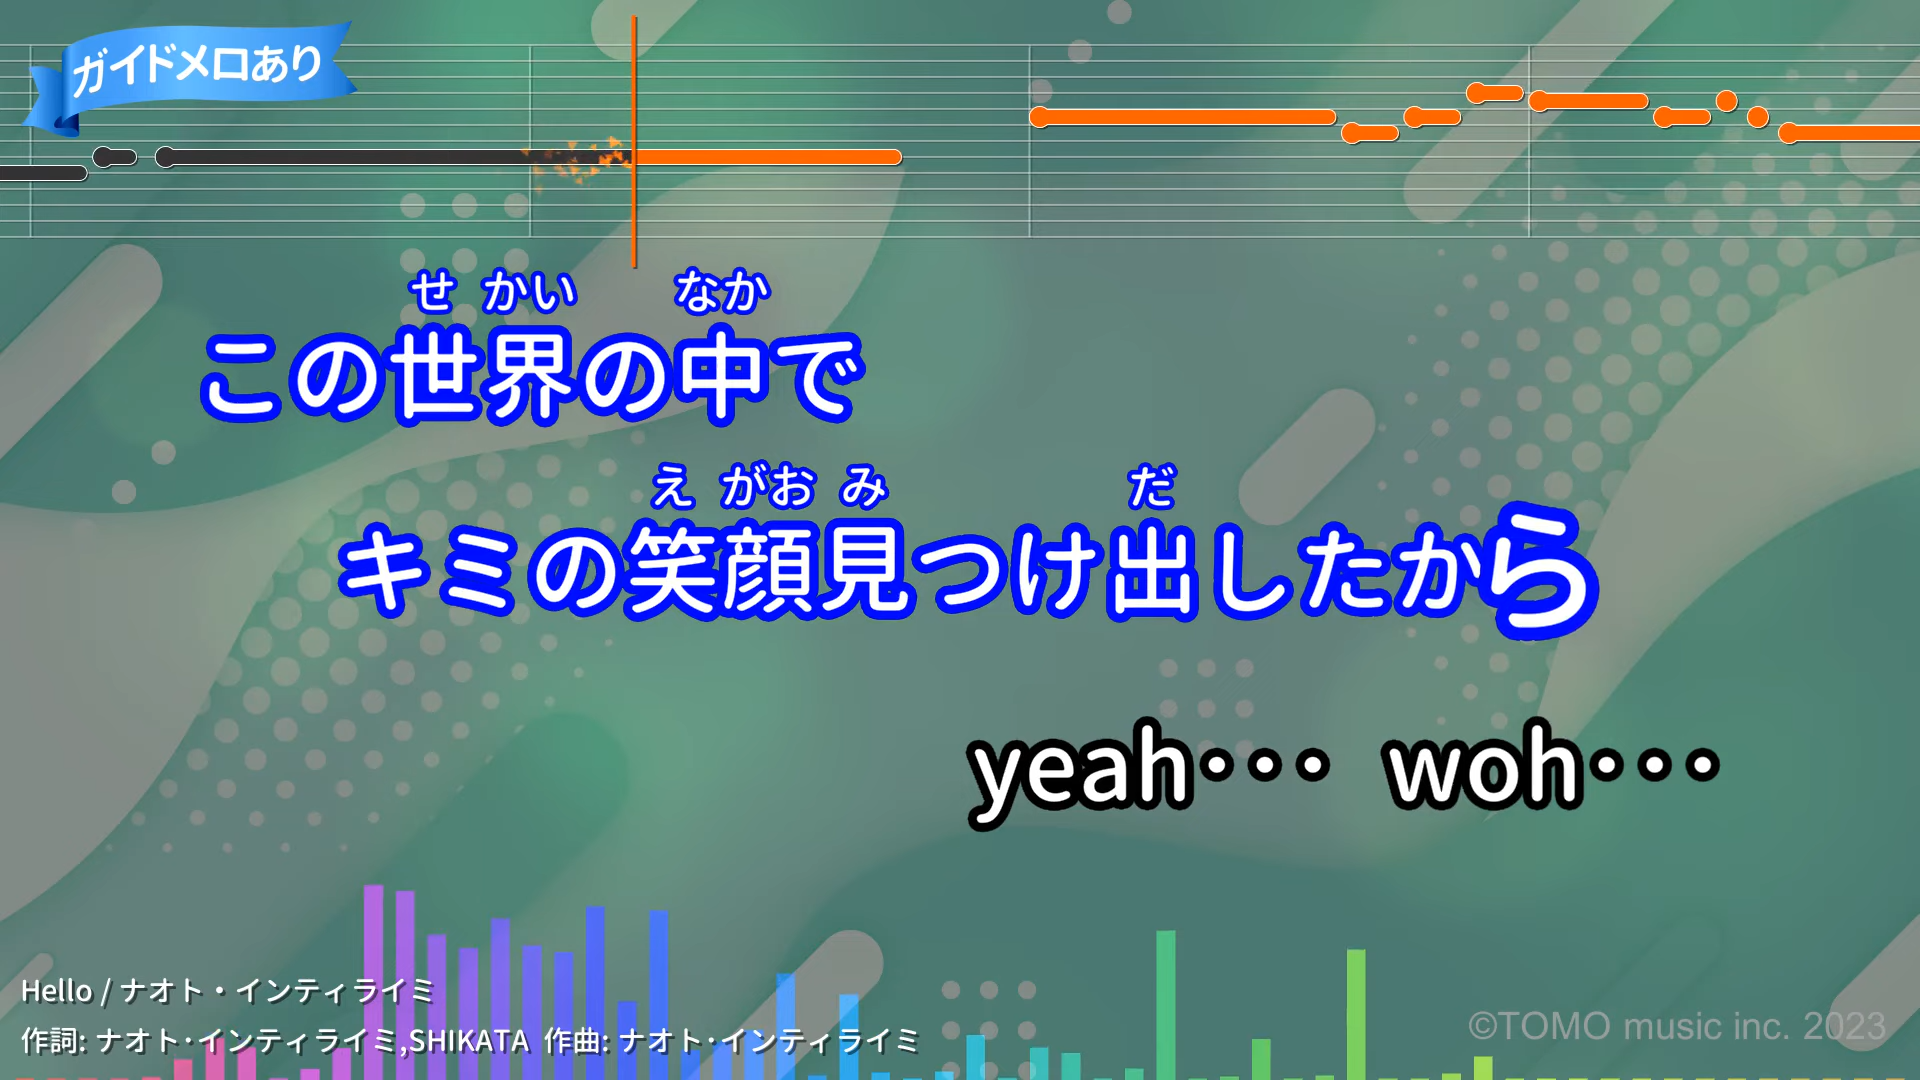 ガイドメロあり
せ かい なか
この世界の中で
え がお み だ
キミの笑顔見つけ出したから
yeah･･･ woh･･･
Hello / ナオト・インティライミ
作詞: ナオト･インティライミ,SHIKATA 作曲: ナオト･インティライミ
©TOMO music inc. 2023